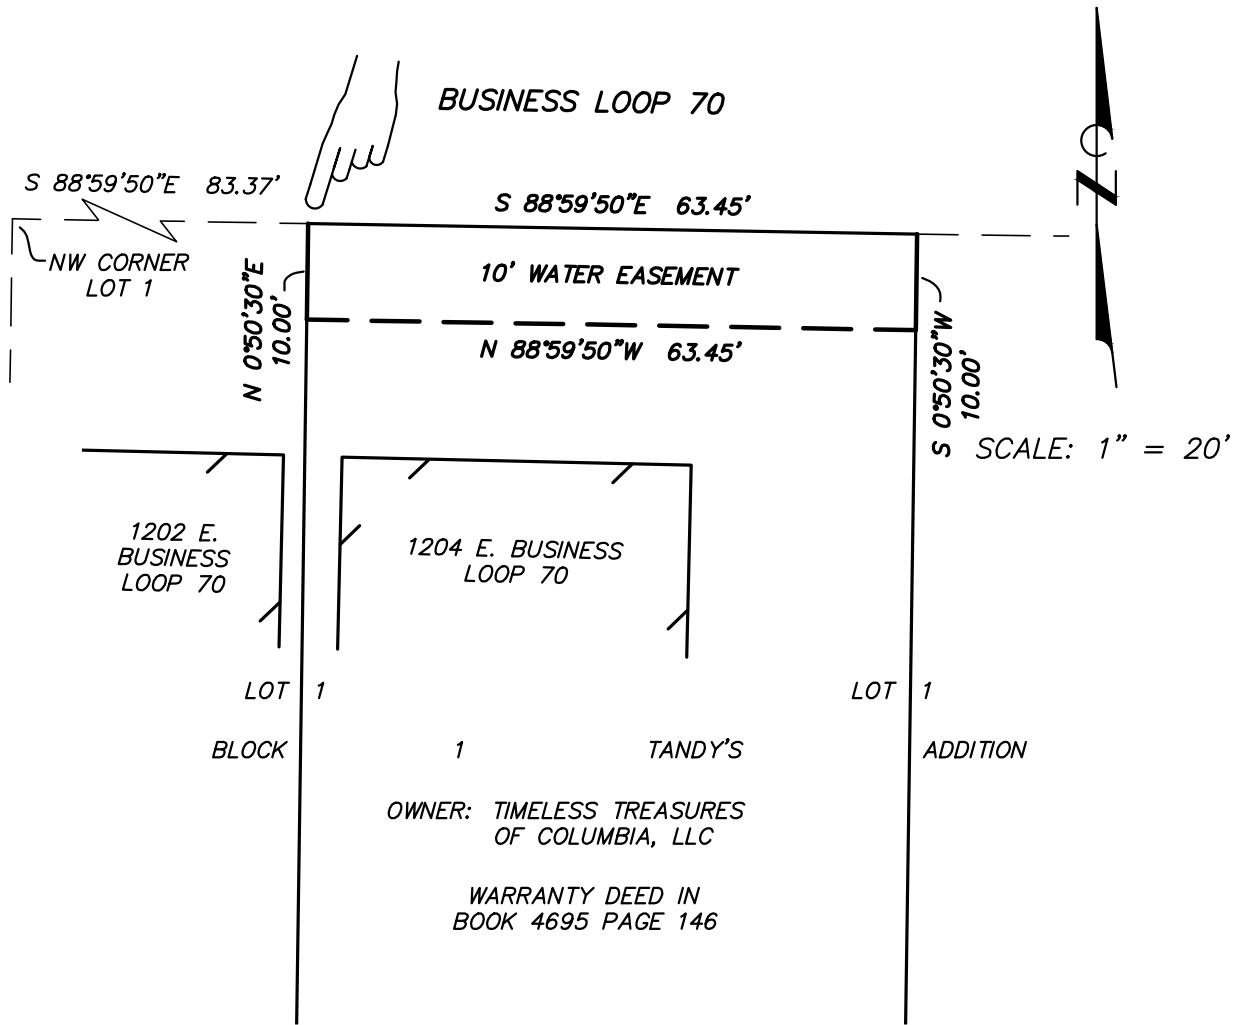 BUSINESS LOOP 70
S 88°59'50"E 83.37'
S 88°59'50"E 63.45'
NW CORNER
LOT 1
10' WATER EASEMENT
N 0°50'30"E
10.00'
N 88°59'50"W 63.45'
S 0°50'30"W
10.00'
N
SCALE: 1" = 20'
1202 E.
BUSINESS
LOOP 70
1204 E. BUSINESS
LOOP 70
LOT 1 LOT 1
BLOCK 1 TANDY'S ADDITION
OWNER: TIMELESS TREASURES
OF COLUMBIA, LLC
WARRANTY DEED IN
BOOK 4695 PAGE 146